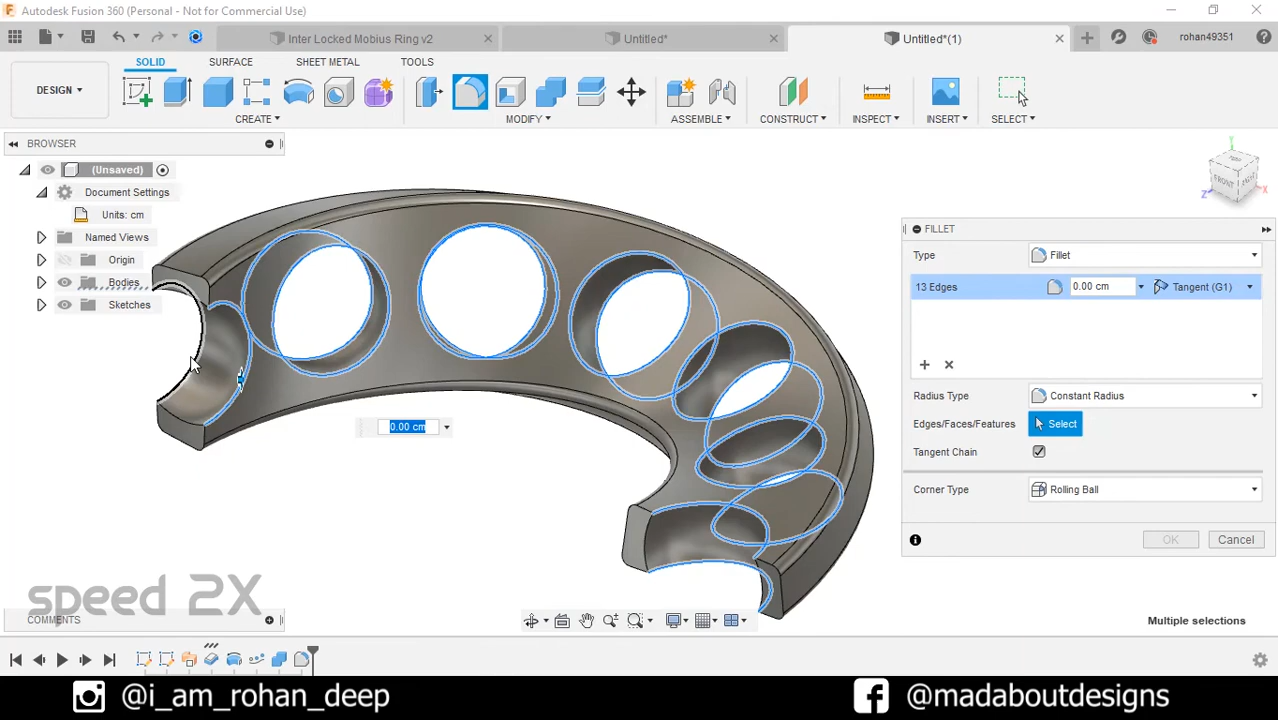 Autodesk Fusion 360 (Personal - Not for Commercial Use)
Inter Locked Mobius Ring v2
Untitled*
Untitled*(1)
rohan49351
DESIGN
SOLID
SURFACE
SHEET METAL
TOOLS
CREATE
MODIFY
ASSEMBLE
CONSTRUCT
INSPECT
INSERT
SELECT
BROWSER
(Unsaved)
Document Settings
Units: cm
Named Views
Origin
Bodies
Sketches
FRONT
Y
Z
X
FILLET
Type
Fillet
13 Edges
0.00 cm
Tangent (G1)
Radius Type
Constant Radius
Edges/Faces/Features
Select
Tangent Chain
Corner Type
Rolling Ball
OK
Cancel
0.00 cm
speed 2X
COMMENTS
Multiple selections
@i_am_rohan_deep
@madaboutdesigns